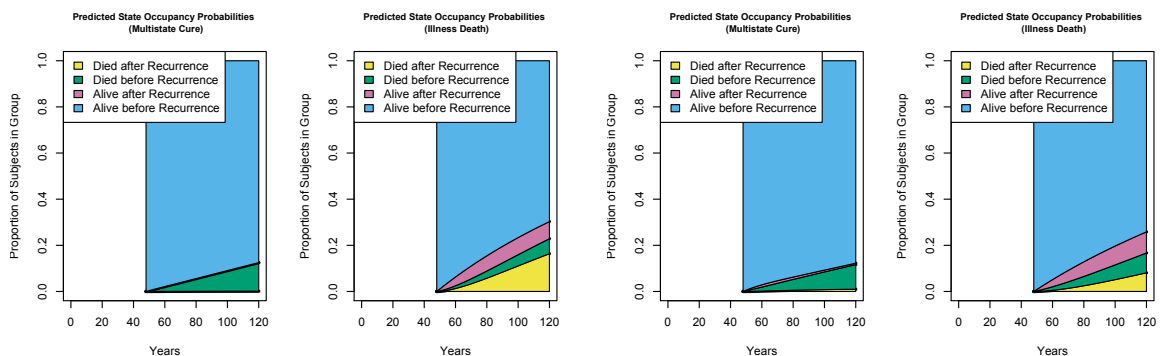 Predicted State Occupancy Probabilities
(Multistate Cure)
Died after Recurrence
Died before Recurrence
Alive after Recurrence
Alive before Recurrence
Proportion of Subjects in Group
0.0 0.2 0.4 0.6 0.8 1.0
0 20 40 60 80 100 120
Years
Predicted State Occupancy Probabilities
(Illness Death)
Died after Recurrence
Died before Recurrence
Alive after Recurrence
Alive before Recurrence
Proportion of Subjects in Group
0.0 0.2 0.4 0.6 0.8 1.0
0 20 40 60 80 100 120
Years
Predicted State Occupancy Probabilities
(Multistate Cure)
Died after Recurrence
Died before Recurrence
Alive after Recurrence
Alive before Recurrence
Proportion of Subjects in Group
0.0 0.2 0.4 0.6 0.8 1.0
0 20 40 60 80 100 120
Years
Predicted State Occupancy Probabilities
(Illness Death)
Died after Recurrence
Died before Recurrence
Alive after Recurrence
Alive before Recurrence
Proportion of Subjects in Group
0.0 0.2 0.4 0.6 0.8 1.0
0 20 40 60 80 100 120
Years